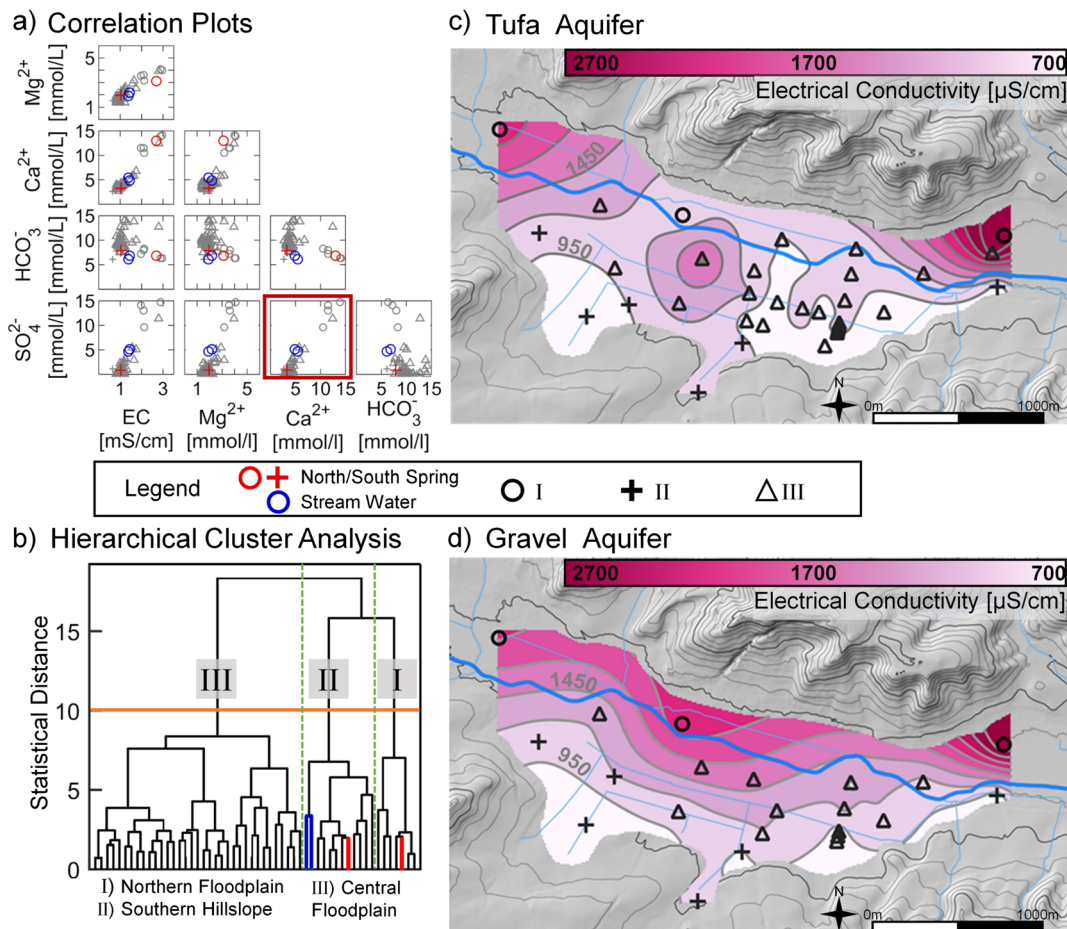 a) Correlation Plots
Mg²⁺
[mmol/L]
5
1
Ca²⁺
[mmol/L]
15
10
5
HCO₃⁻
[mmol/L]
15
10
5
SO₄²⁻
[mmol/L]
15
10
5
0
1 3
5
5 10 15
5 10 15
EC
[mS/cm]
Mg²⁺
[mmol/l]
Ca²⁺
[mmol/l]
HCO₃⁻
[mmol/l]
c) Tufa Aquifer
2700 1700 700
Electrical Conductivity [µS/cm]
1450
950
N
0m 1000m
Legend
North/South Spring
Stream Water
I
II
III
b) Hierarchical Cluster Analysis
Statistical Distance
15
10
5
0
III II I
I) Northern Floodplain
II) Southern Hillslope
III) Central
Floodplain
d) Gravel Aquifer
2700 1700 700
Electrical Conductivity [µS/cm]
1450
950
N
0m 1000m